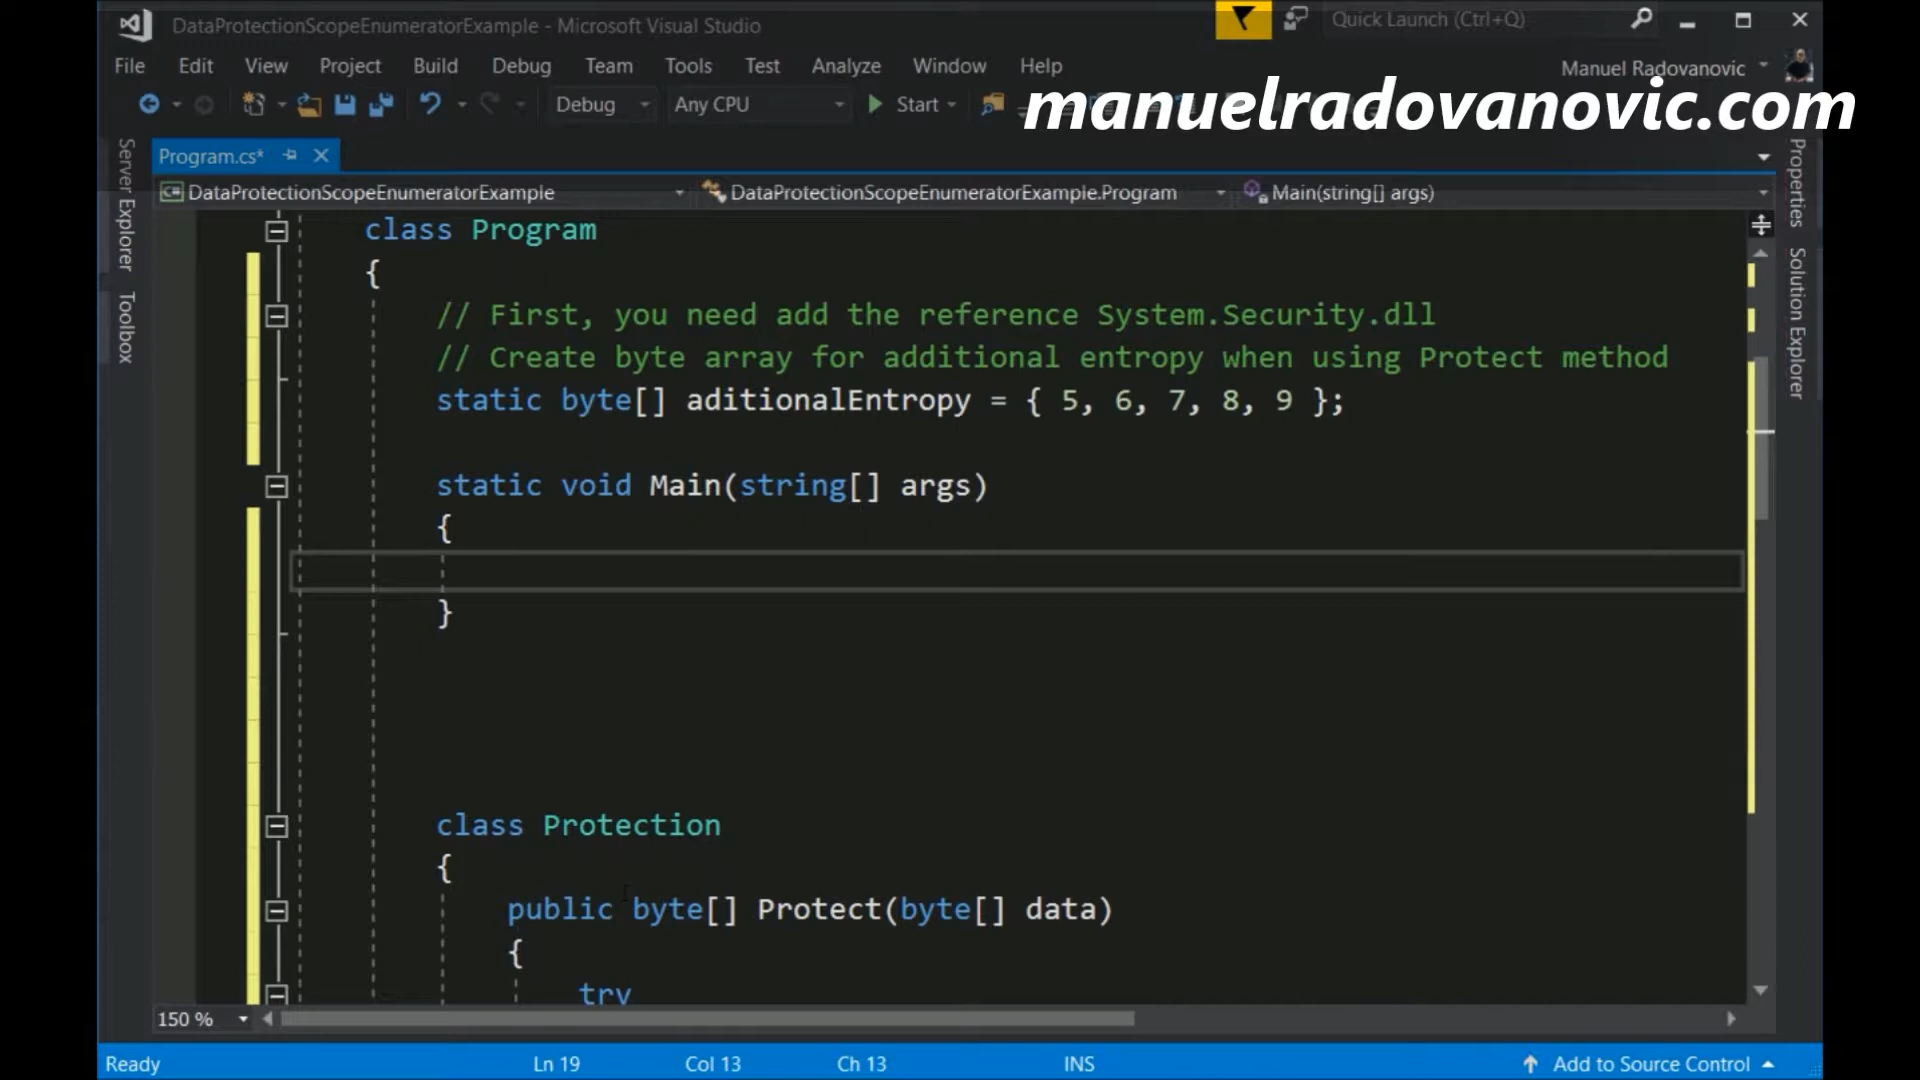 DataProtectionScopeEnumeratorExample - Microsoft Visual Studio
Quick Launch (Ctrl+Q)
File Edit View Project Build Debug Team Tools Test Analyze Window Help
Manuel Radovanovic
Debug Any CPU Start
manuelradovanovic.com
Server Explorer
Toolbox
Program.cs*
Properties
Solution Explorer
DataProtectionScopeEnumeratorExample DataProtectionScopeEnumeratorExample.Program Main(string[] args)
class Program
{
// First, you need add the reference System.Security.dll
// Create byte array for additional entropy when using Protect method
static byte[] aditionalEntropy = { 5, 6, 7, 8, 9 };
static void Main(string[] args)
{
}
class Protection
{
public byte[] Protect(byte[] data)
{
try
150 %
Ready Ln 19 Col 13 Ch 13 INS Add to Source Control